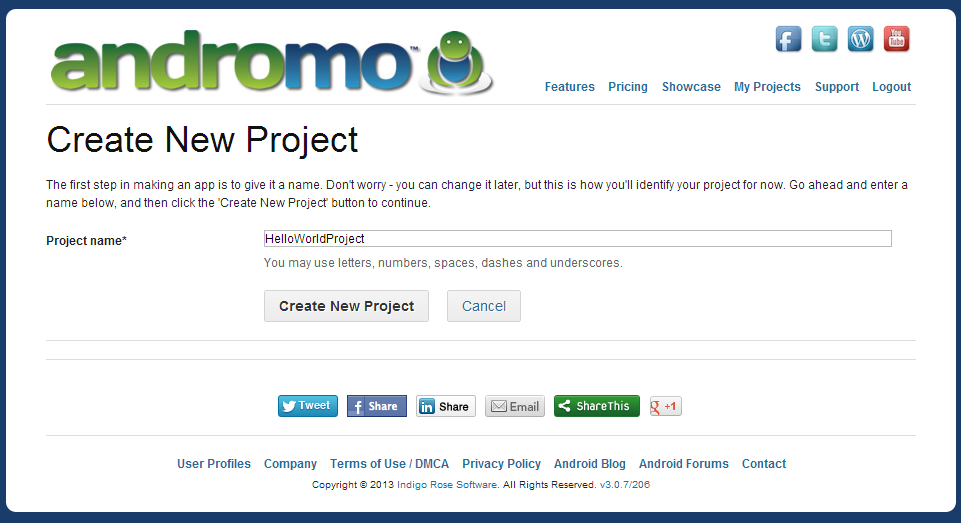 andromo™
f t W You Tube
Features Pricing Showcase My Projects Support Logout
Create New Project
The first step in making an app is to give it a name. Don't worry - you can change it later, but this is how you'll identify your project for now. Go ahead and enter a
name below, and then click the 'Create New Project' button to continue.
Project name* HelloWorldProject
You may use letters, numbers, spaces, dashes and underscores.
Create New Project Cancel
Tweet f Share in Share Email ShareThis g +1
User Profiles Company Terms of Use / DMCA Privacy Policy Android Blog Android Forums Contact
Copyright © 2013 Indigo Rose Software. All Rights Reserved. v3.0.7/206